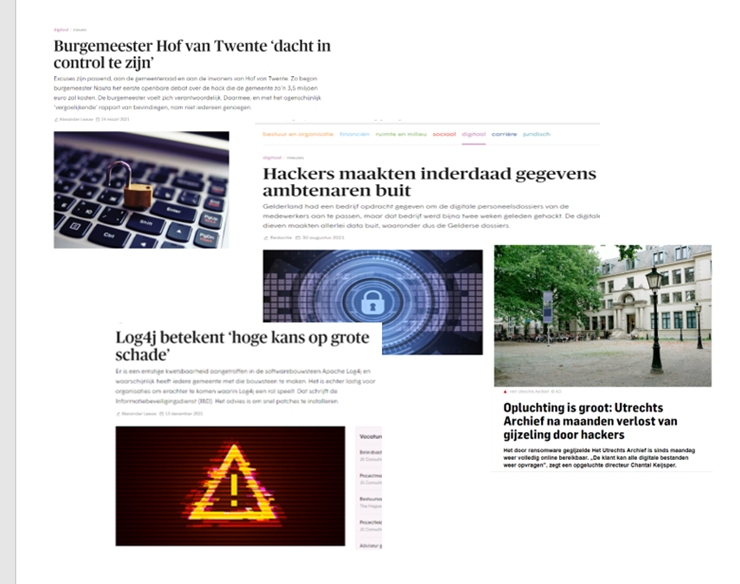 digitaal / nieuws
Burgemeester Hof van Twente ‘dacht in
control te zijn’
Excuses zijn passend, aan de gemeenteraad en aan de inwoners van Hof van Twente. Zo begon
burgemeester Nauta het eerste openbare debat over de hack die de gemeente zo'n 3,5 miljoen
euro zal kosten. De burgemeester voelt zich verantwoordelijk. Daarmee, en met het ogenschijnlijk
‘vergoelijkende’ rapport van bevindingen, nam niet iedereen genoegen.
2021
bestuur en organisatie financiën ruimte en milieu sociaal digitaal carrière juridisch
digitaal / nieuws
Hackers maakten inderdaad gegevens
ambtenaren buit
Gelderland had een bedrijf opdracht gegeven om de digitale personeelsdossiers van de
medewerkers aan te passen, maar dat bedrijf werd bijna twee weken geleden gehackt. De digitale
dieven maakten allerlei data buit, waaronder dus de Gelderse dossiers.
Redactie 30 augustus 2021
Log4j betekent ‘hoge kans op grote
schade’
Er is een ernstige kwetsbaarheid aangetroffen in de softwarebouwsteen Apache Log4j en
waarschijnlijk heeft iedere gemeente met die bouwsteen te maken. Het is echter lastig voor
organisaties om erachter te komen waarin Log4j een rol speelt. Dat schrijft de
Informatiebeveiligingsdienst (IBD). Het advies is om snel patches te installeren.
13 december 2021
Vacatur
Opluchting is groot: Utrechts
Archief na maanden verlost van
gijzeling door hackers
Het door ransomware gegijzelde Het Utrechts Archief is sinds maandag
weer volledig online bereikbaar. „De klant kan alle digitale bestanden
weer opvragen”, zegt een opgeluchte directeur Chantal Keijsper.